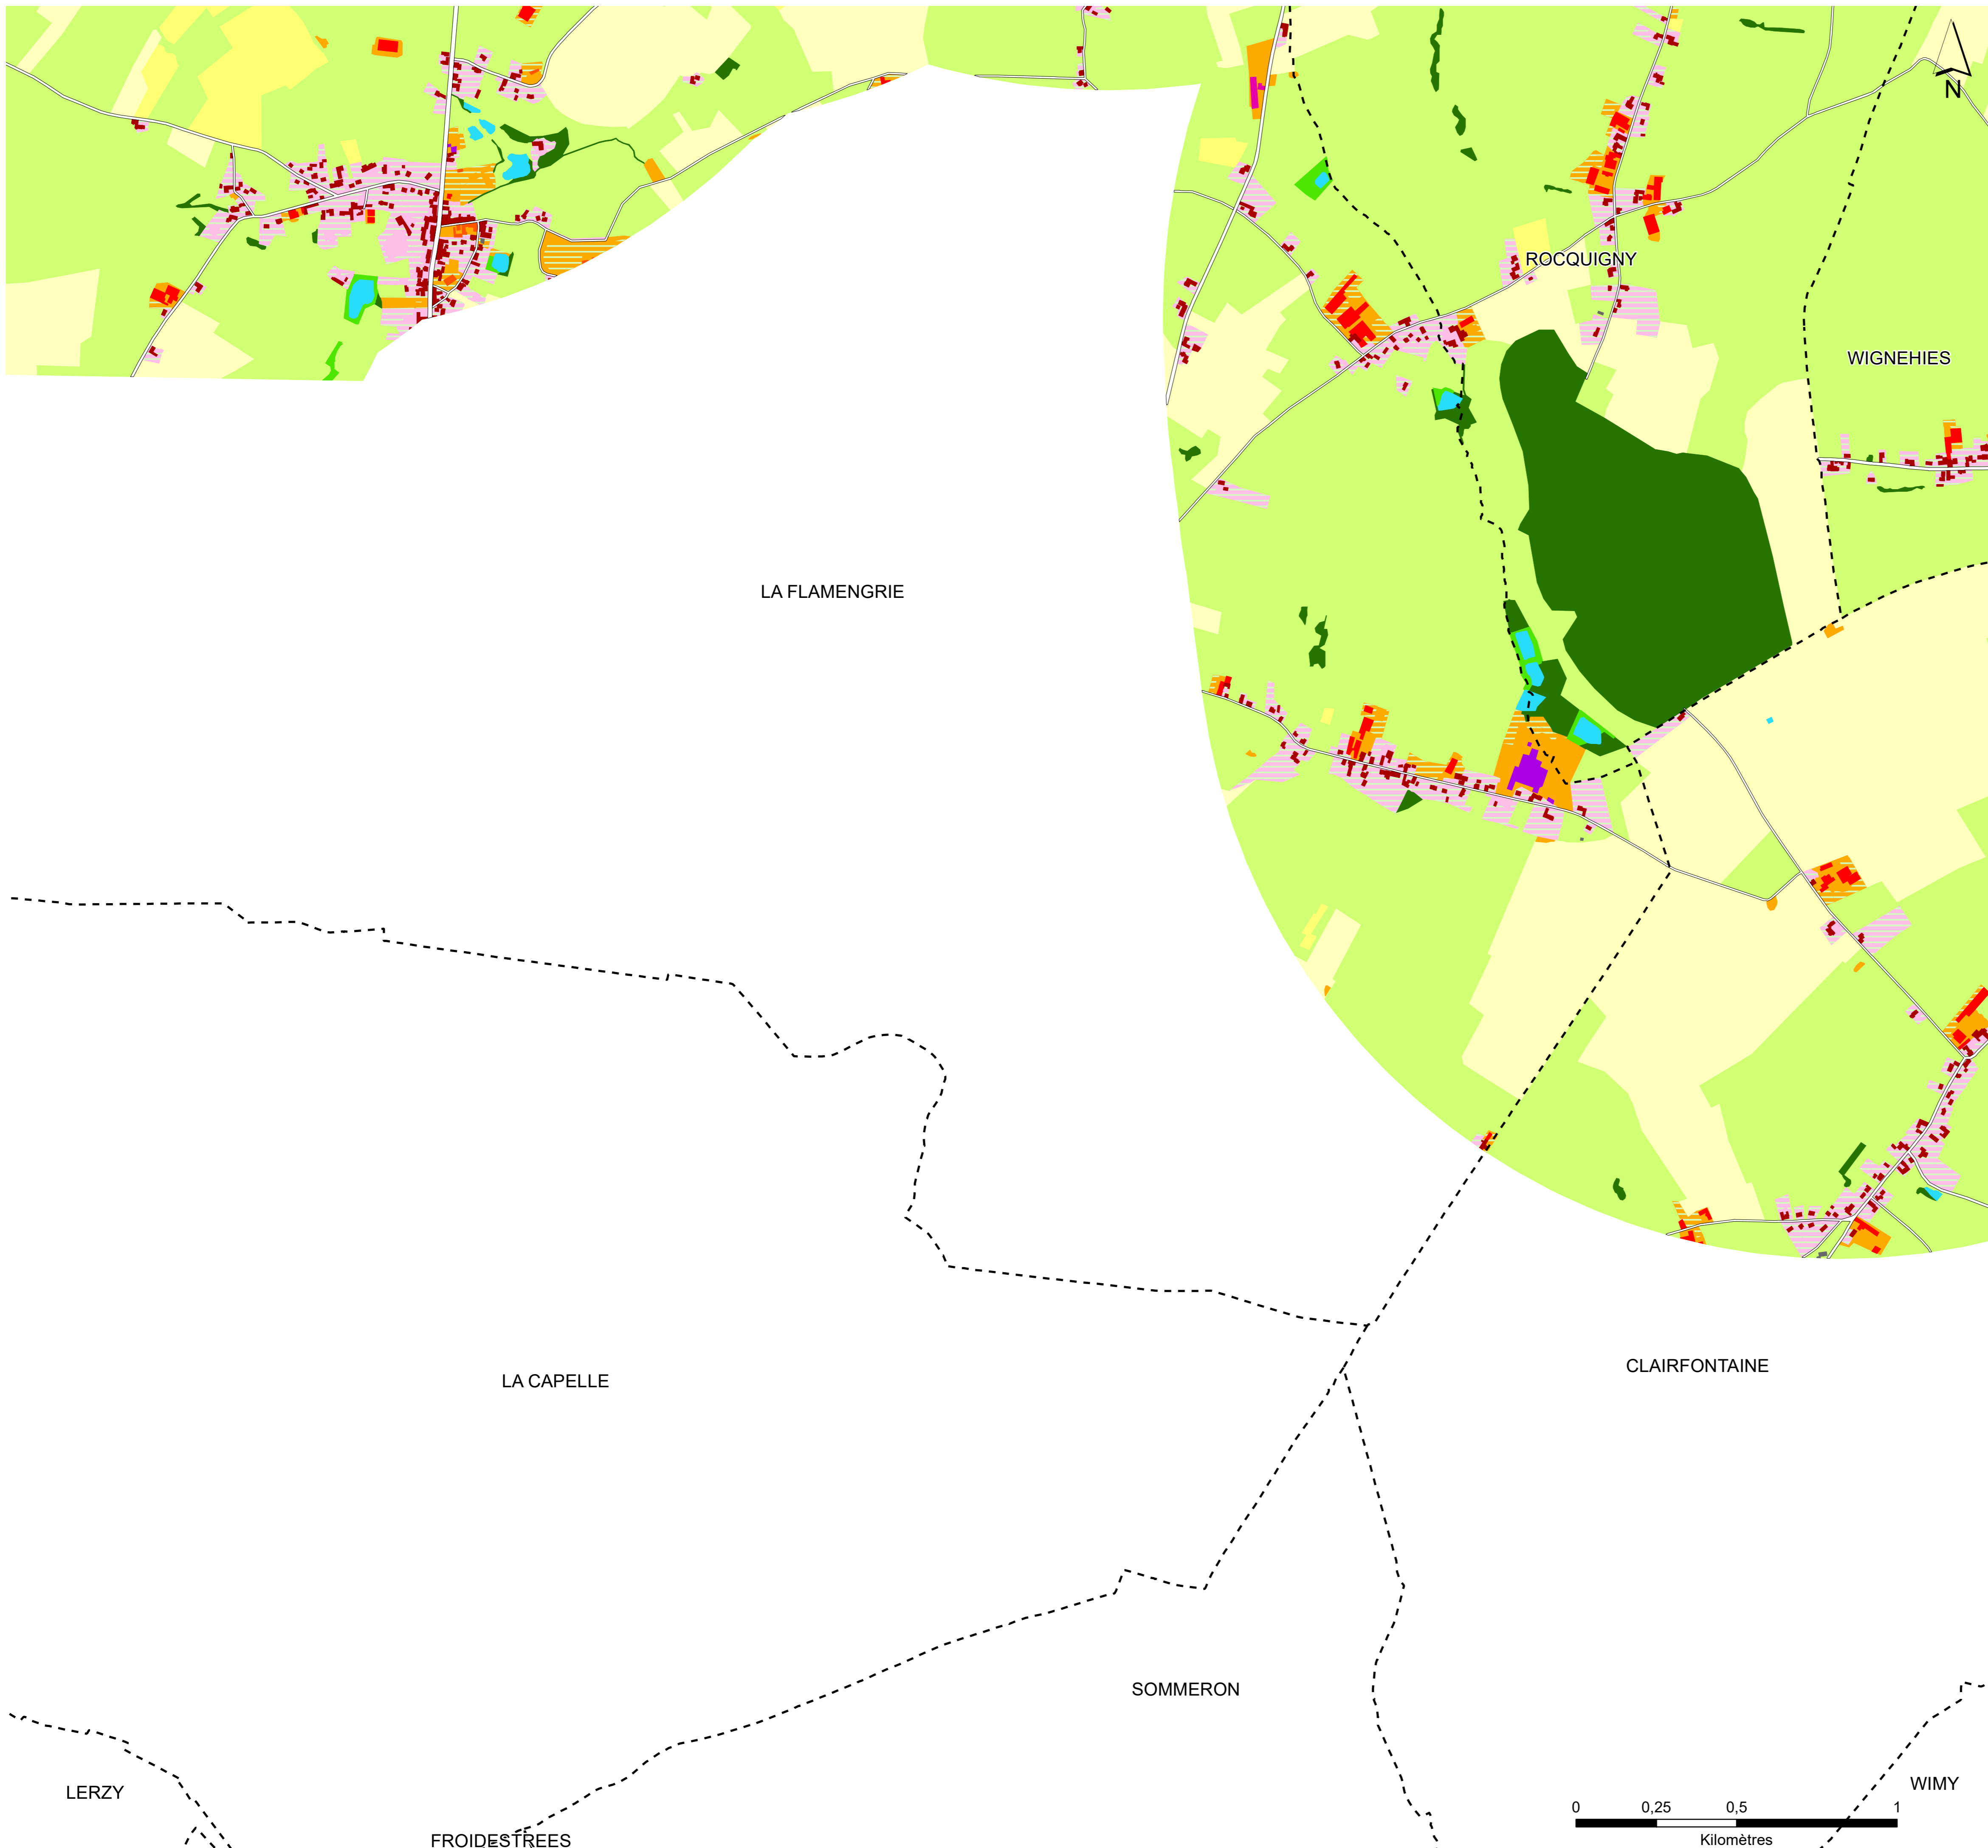 N
ROCQUIGNY
WIGNEHIES
LA FLAMENGRIE
LA CAPELLE
CLAIRFONTAINE
SOMMERON
LERZY
WIMY
FROIDESTREES
0 0,25 0,5 1
Kilomètres